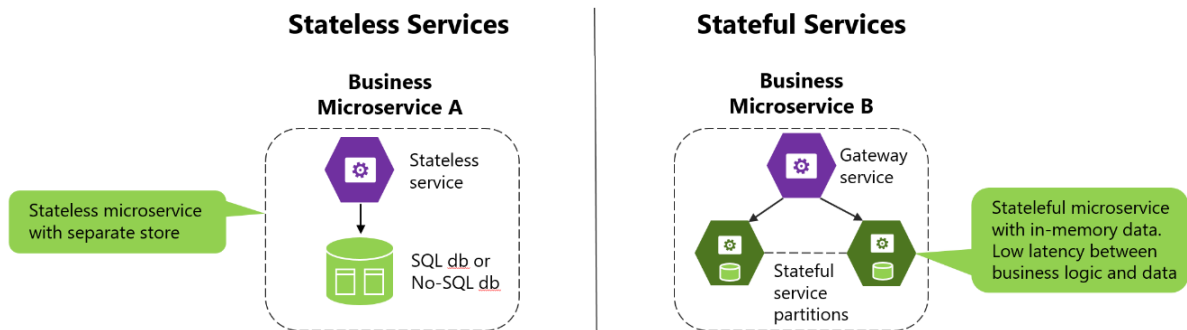 Stateless Services
Business
Microservice A
Stateless
service
Stateless microservice
with separate store
SQL db or
No-SQL db
Stateful Services
Business
Microservice B
Gateway
service
Stateful
service
partitions
Stateleful microservice
with in-memory data.
Low latency between
business logic and data